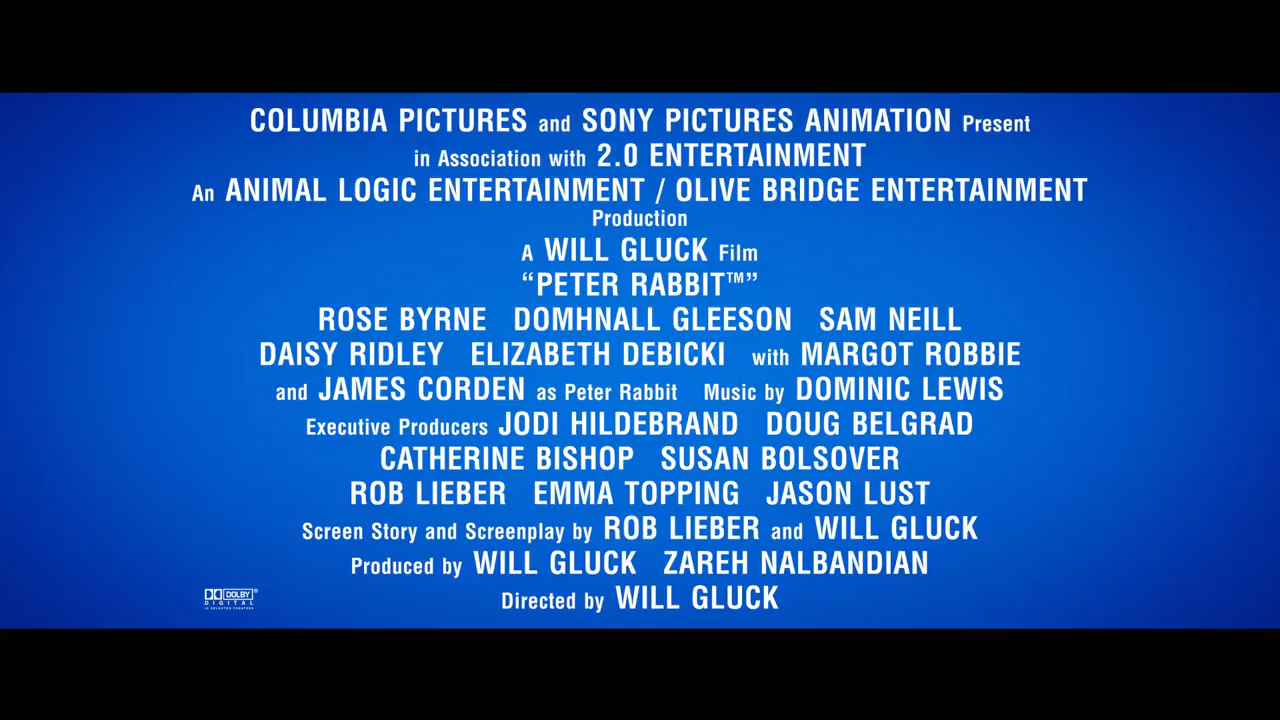 COLUMBIA PICTURES and SONY PICTURES ANIMATION Present
in Association with 2.0 ENTERTAINMENT
An ANIMAL LOGIC ENTERTAINMENT / OLIVE BRIDGE ENTERTAINMENT
Production
A WILL GLUCK Film
“PETER RABBIT™”
ROSE BYRNE DOMHNALL GLEESON SAM NEILL
DAISY RIDLEY ELIZABETH DEBICKI with MARGOT ROBBIE
and JAMES CORDEN as Peter Rabbit Music by DOMINIC LEWIS
Executive Producers JODI HILDEBRAND DOUG BELGRAD
CATHERINE BISHOP SUSAN BOLSOVER
ROB LIEBER EMMA TOPPING JASON LUST
Screen Story and Screenplay by ROB LIEBER and WILL GLUCK
Produced by WILL GLUCK ZAREH NALBANDIAN
Directed by WILL GLUCK
DOLBY®
DIGITAL
IN SELECTED THEATRES